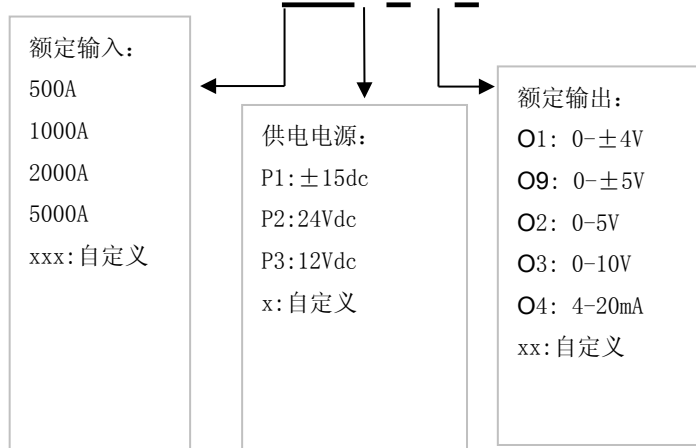 额定输入：
500A
1000A
2000A
5000A
xxx:自定义
供电电源：
P1:±15dc
P2:24Vdc
P3:12Vdc
x:自定义
额定输出：
O1: 0-±4V
O9: 0-±5V
O2: 0-5V
O3: 0-10V
O4: 4-20mA
xx:自定义